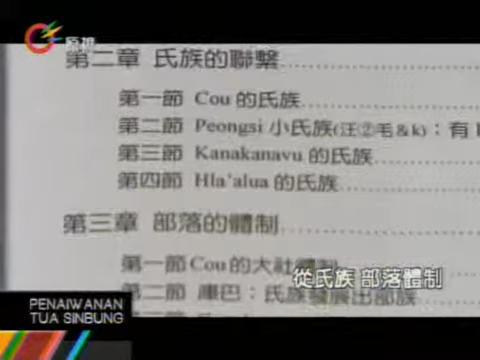 原視
第二章 氏族的聯繫
第一節 Cou 的氏族
第二節 Peongsi 小氏族(汪②毛&k)：有
第三節 Kanakanavu 的氏族
第四節 Hla'alua 的氏族
第三章 部落的體制
第一節 Cou 的大社體制
從氏族 部落體制
第二節 庫巴：氏族發展出部族
PENAIWANAN
TUA SINBUNG